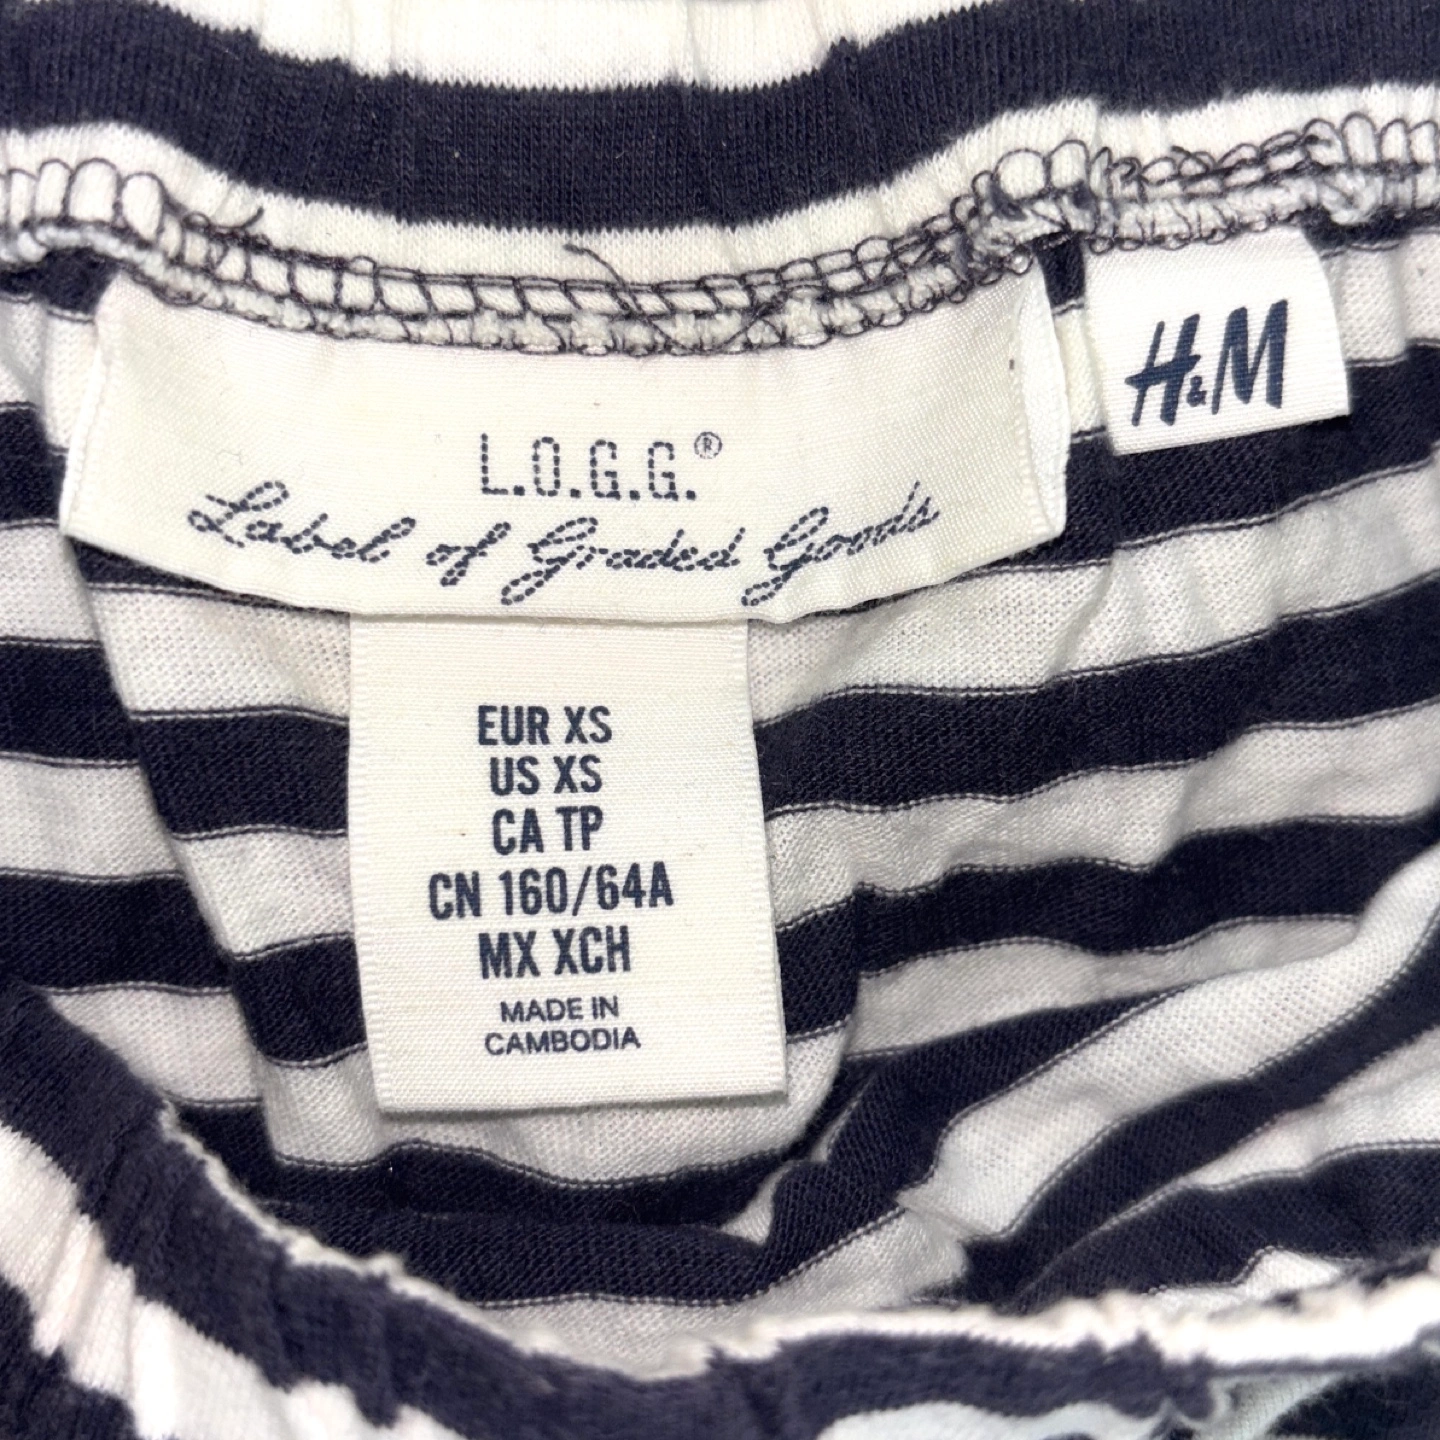 H&M
L.O.G.G.®
Label of Graded Goods
EUR XS
US XS
CA TP
CN 160/64A
MX XCH
MADE IN
CAMBODIA